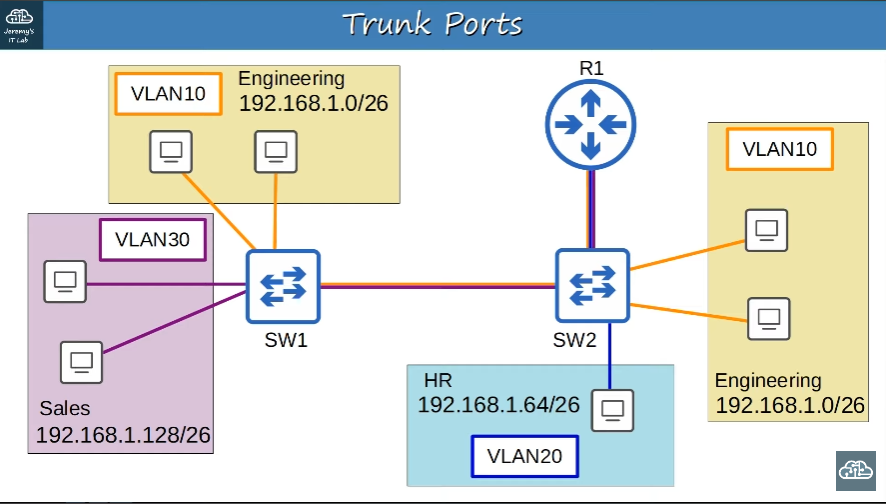 Jeremy's
IT Lab
Trunk Ports
VLAN10
Engineering
192.168.1.0/26
R1
VLAN10
VLAN30
SW1
SW2
Sales
192.168.1.128/26
HR
192.168.1.64/26
VLAN20
Engineering
192.168.1.0/26